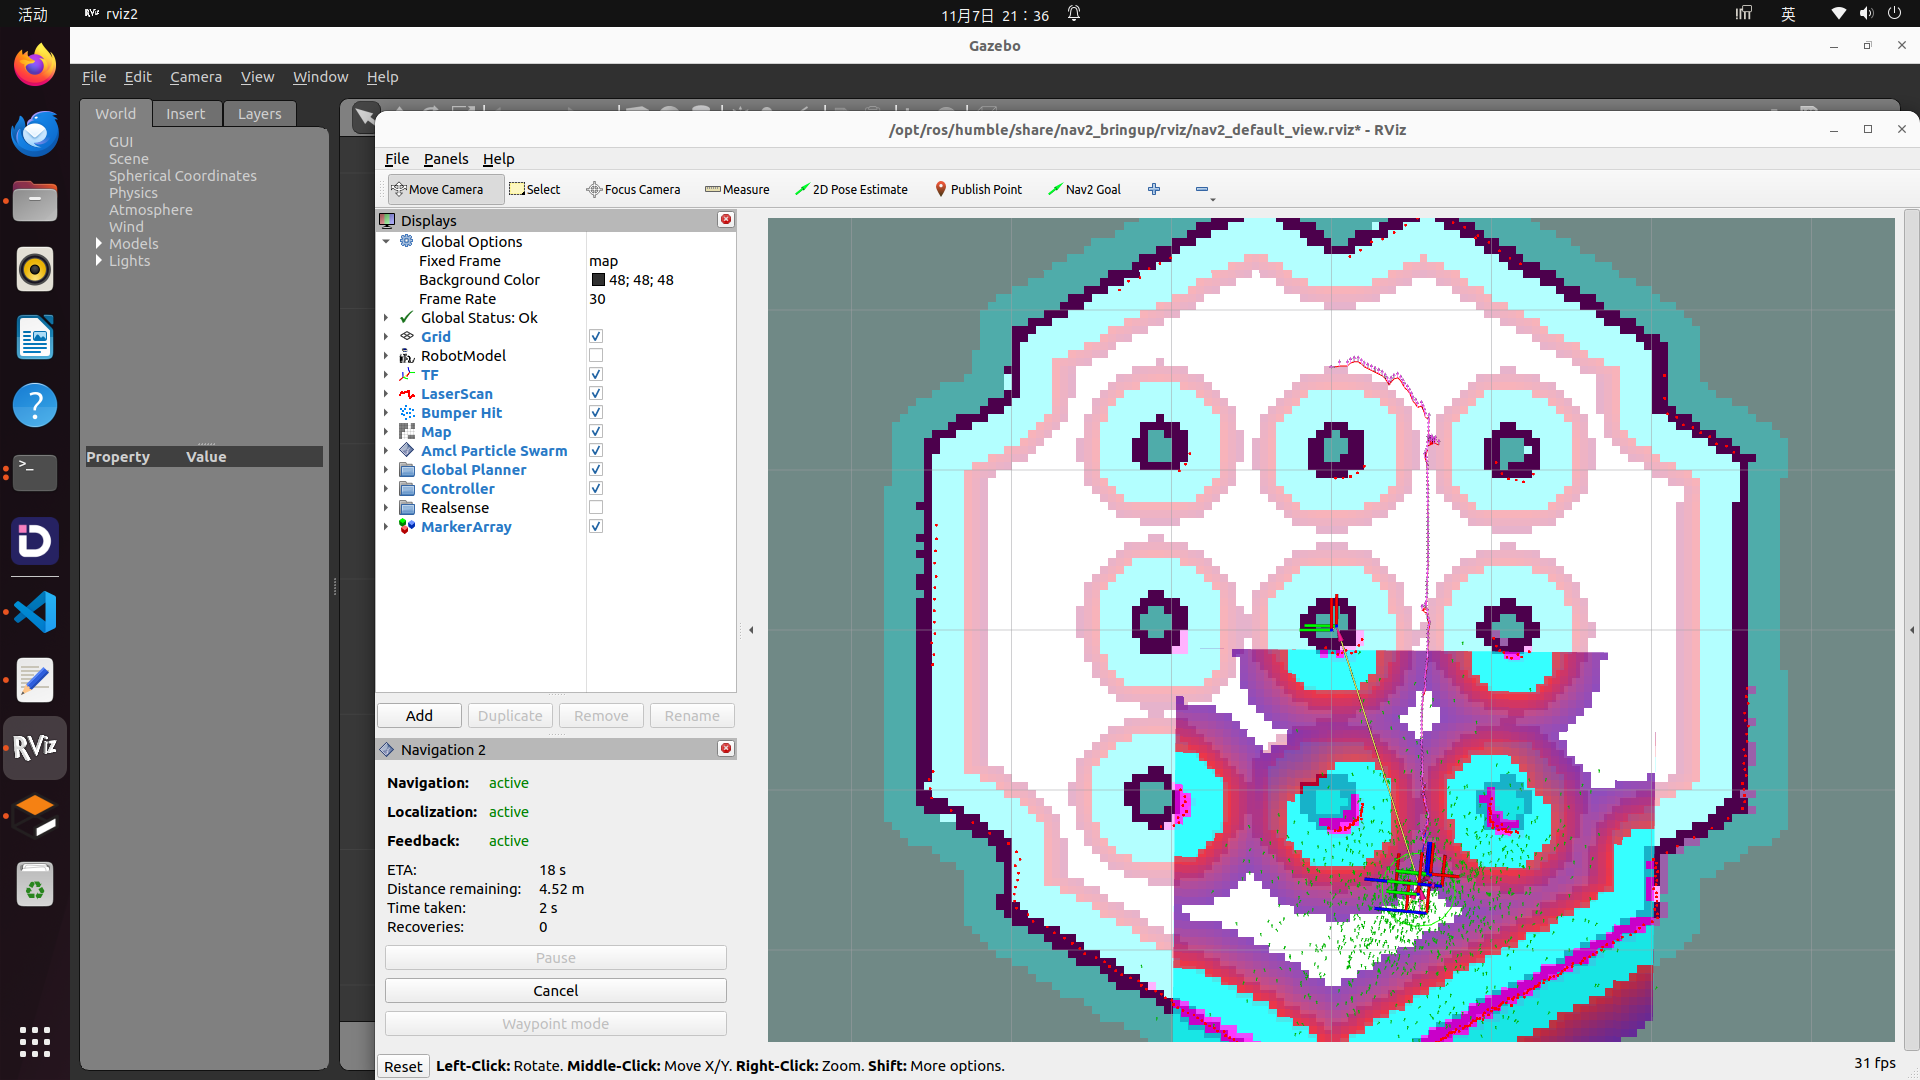 活动
rviz2
11月7日 21：36
英
Gazebo
File Edit Camera View Window Help
World Insert Layers
GUI
Scene
Spherical Coordinates
Physics
Atmosphere
Wind
Models
Lights
Property Value
/opt/ros/humble/share/nav2_bringup/rviz/nav2_default_view.rviz* - RViz
File Panels Help
Move Camera Select Focus Camera Measure 2D Pose Estimate Publish Point Nav2 Goal
Displays
Global Options
Fixed Frame map
Background Color 48; 48; 48
Frame Rate 30
Global Status: Ok
Grid
RobotModel
TF
LaserScan
Bumper Hit
Map
Amcl Particle Swarm
Global Planner
Controller
Realsense
MarkerArray
Add Duplicate Remove Rename
Navigation 2
Navigation: active
Localization: active
Feedback: active
ETA: 18 s
Distance remaining: 4.52 m
Time taken: 2 s
Recoveries: 0
Pause
Cancel
Waypoint mode
Reset Left-Click: Rotate. Middle-Click: Move X/Y. Right-Click: Zoom. Shift: More options.
31 fps
RViz